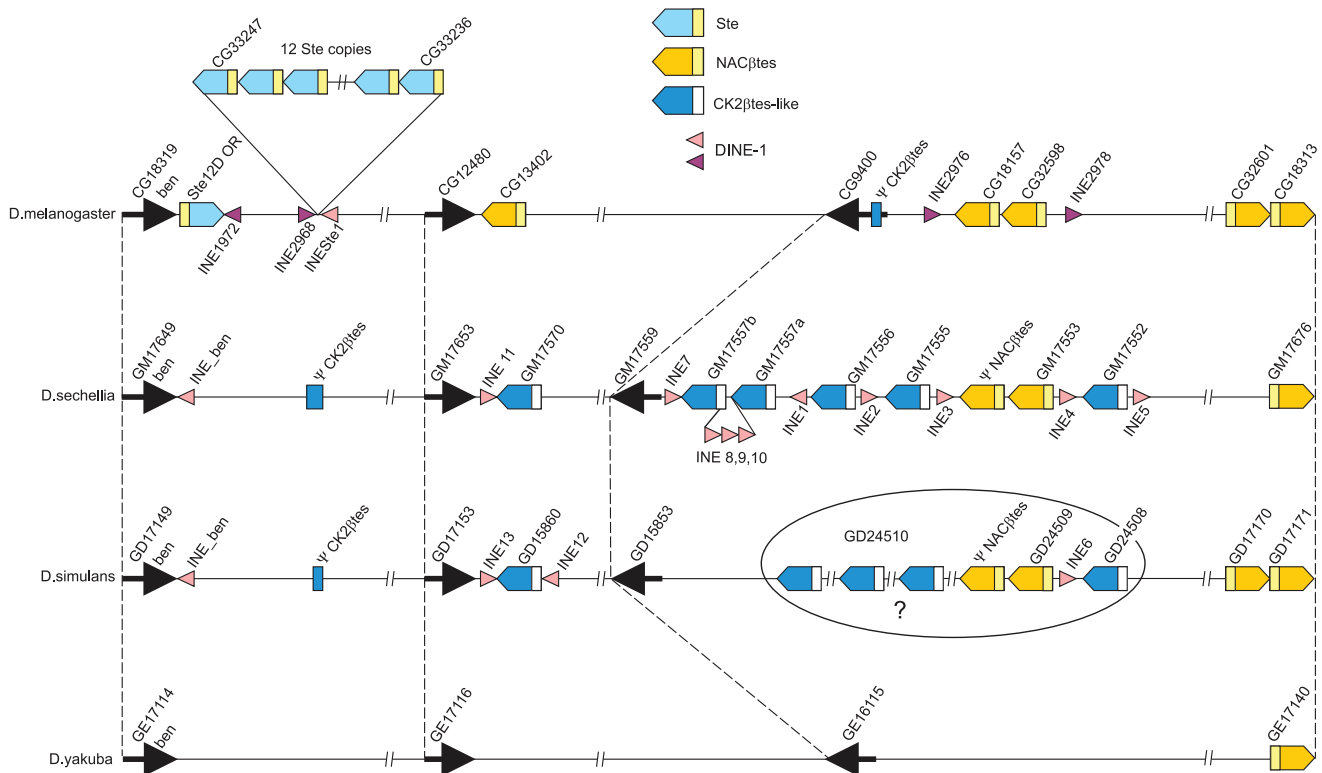 CG33247
12 Ste copies
CG33236
Ste
NACβtes
CK2βtes-like
DINE-1
D.melanogaster
CG18319
ben
Ste12D OR
INE1972
INE2968
INESte1
CG12480
CG13402
CG9400
Ψ CK2βtes
INE2976
CG18157
CG32598
INE2978
CG32601
CG18313
D.sechellia
GM17649
ben
INE_ben
Ψ CK2βtes
GM17653
INE 11
GM17570
GM17559
INE7
GM17557b
GM17557a
INE 8,9,10
INE1
GM17556
INE2
GM17555
INE3
Ψ NACβtes
GM17553
INE4
GM17552
INE5
GM17676
D.simulans
GD17149
ben
INE_ben
Ψ CK2βtes
GD17153
INE13
GD15860
INE12
GD15853
GD24510
?
Ψ NACβtes
GD24509
INE6
GD24508
GD17170
GD17171
D.yakuba
GE17114
ben
GE17116
GE16115
GE17140